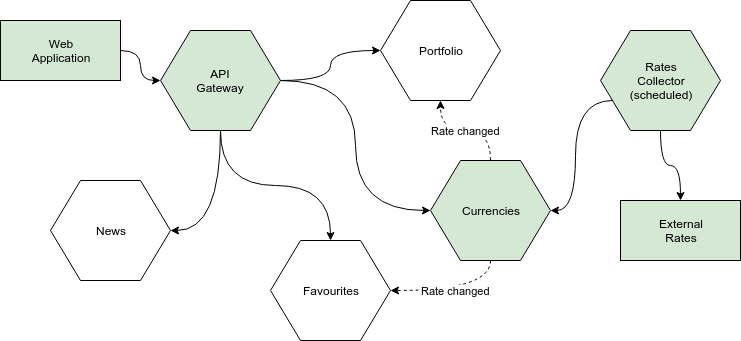 Web
Application
API
Gateway
Portfolio
Rates
Collector
(scheduled)
Rate changed
Currencies
News
External
Rates
Favourites
Rate changed